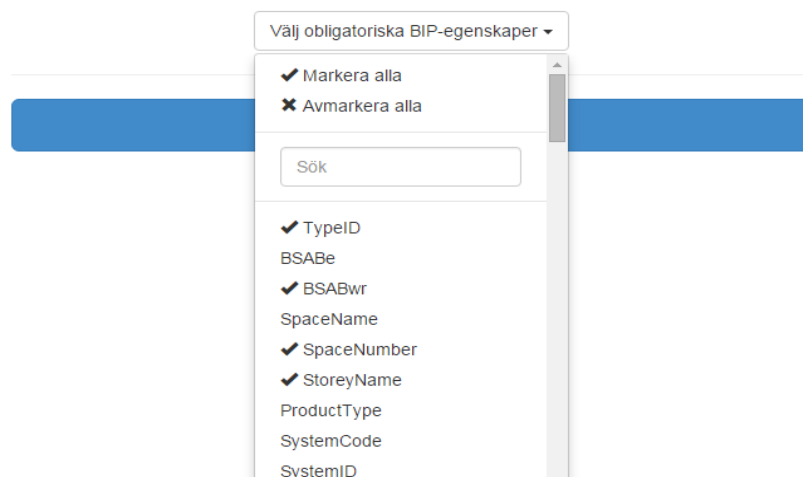 Välj obligatoriska BIP-egenskaper
Markera alla
Avmarkera alla
Sök
TypeID
BSABe
BSABwr
SpaceName
SpaceNumber
StoreyName
ProductType
SystemCode
SystemID